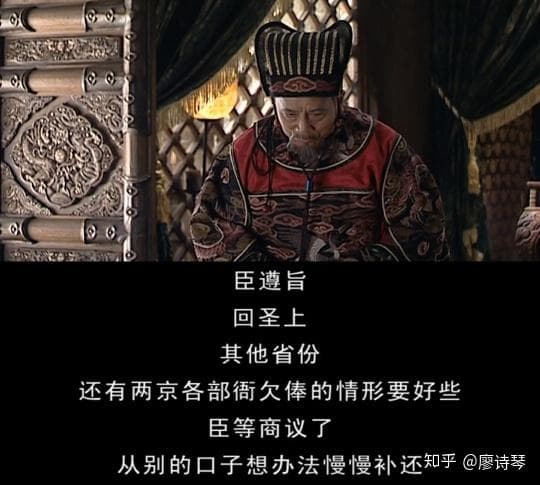 臣遵旨
回圣上
其他省份
还有两京各部衙欠俸的情形要好些
臣等商议了
从别的口子想办法慢慢补还
知乎 @廖诗琴